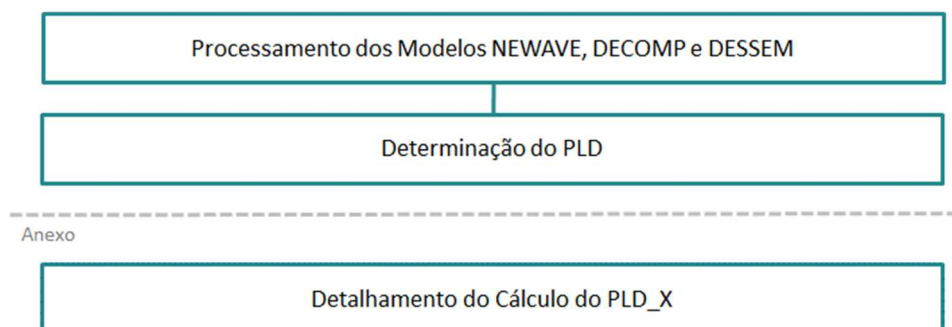 Processamento dos Modelos NEWAVE, DECOMP e DESSEM
Determinação do PLD
Anexo
Detalhamento do Cálculo do PLD_X